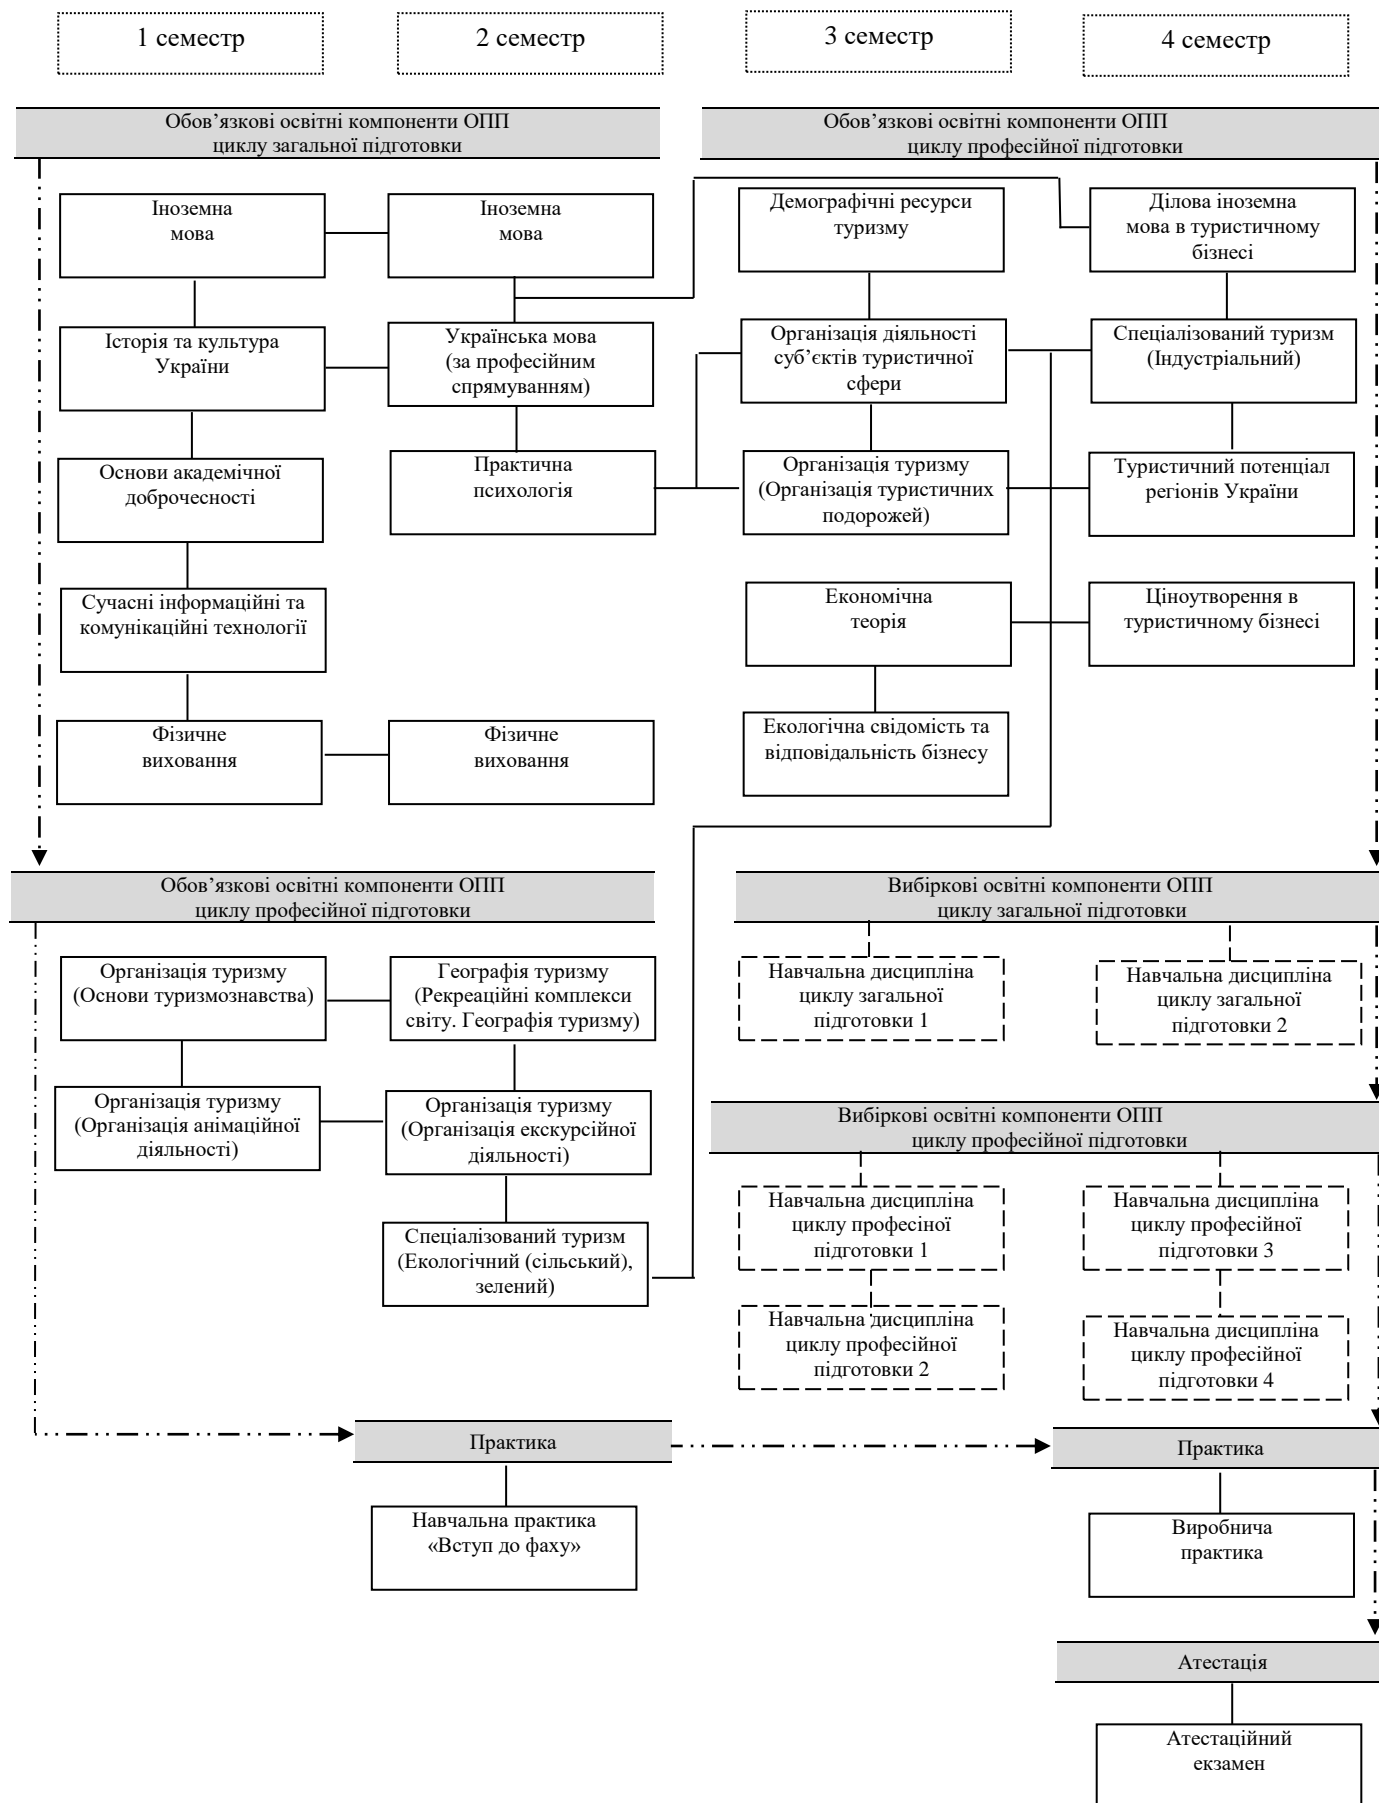 1 семестр
2 семестр
3 семестр
4 семестр
Обов’язкові освітні компоненти ОПП
циклу загальної підготовки
Обов’язкові освітні компоненти ОПП
циклу професійної підготовки
Іноземна
мова
Іноземна
мова
Демографічні ресурси
туризму
Ділова іноземна
мова в туристичному
бізнесі
Історія та культура
України
Українська мова
(за професійним
спрямуванням)
Організація діяльності
суб’єктів туристичної
сфери
Спеціалізований туризм
(Індустріальний)
Основи академічної
доброчесності
Практична
психологія
Організація туризму
(Організація туристичних
подорожей)
Туристичний потенціал
регіонів України
Сучасні інформаційні та
комунікаційні технології
Економічна
теорія
Ціноутворення в
туристичному бізнесі
Фізичне
виховання
Фізичне
виховання
Екологічна свідомість та
відповідальність бізнесу
Обов’язкові освітні компоненти ОПП
циклу професійної підготовки
Вибіркові освітні компоненти ОПП
циклу загальної підготовки
Організація туризму
(Основи туризмознавства)
Географія туризму
(Рекреаційні комплекси
світу. Географія туризму)
Навчальна дисципліна
циклу загальної
підготовки 1
Навчальна дисципліна
циклу загальної
підготовки 2
Організація туризму
(Організація анімаційної
діяльності)
Організація туризму
(Організація екскурсійної
діяльності)
Вибіркові освітні компоненти ОПП
циклу професійної підготовки
Спеціалізований туризм
(Екологічний (сільський),
зелений)
Навчальна дисципліна
циклу професіної
підготовки 1
Навчальна дисципліна
циклу професійної
підготовки 3
Навчальна дисципліна
циклу професійної
підготовки 2
Навчальна дисципліна
циклу професійної
підготовки 4
Практика
Практика
Навчальна практика
«Вступ до фаху»
Виробнича
практика
Атестація
Атестаційний
екзамен